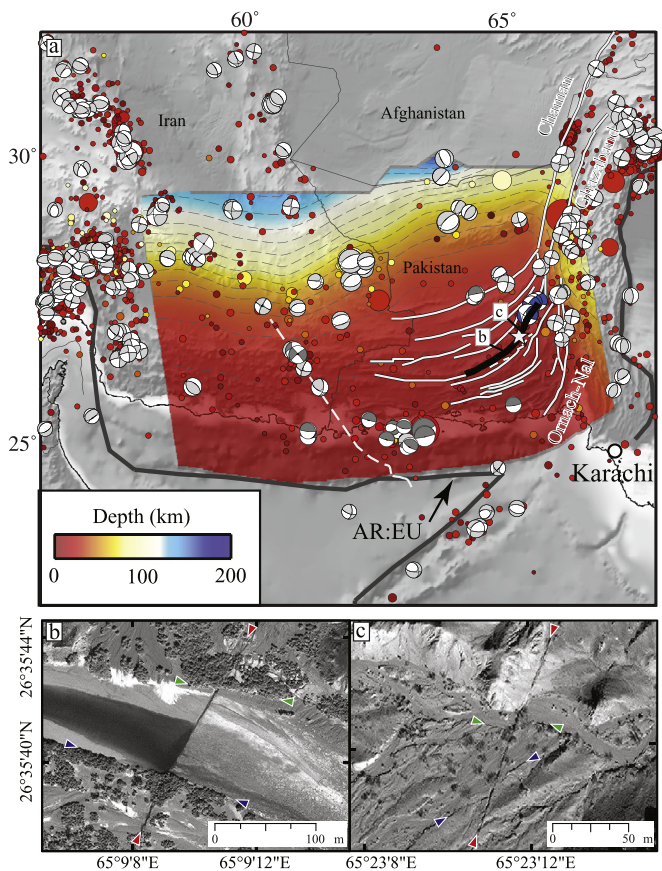 60° 65°
a
Iran
Afghanistan
Chaman
30°
Pakistan
c
b
Ornach-Nal
25°
Karachi
AR:EU
Depth (km)
0 100 200
b c
26°35'44"N
26°35'40"N
0 100 m
0 50 m
65°9'8"E 65°9'12"E 65°23'8"E 65°23'12"E